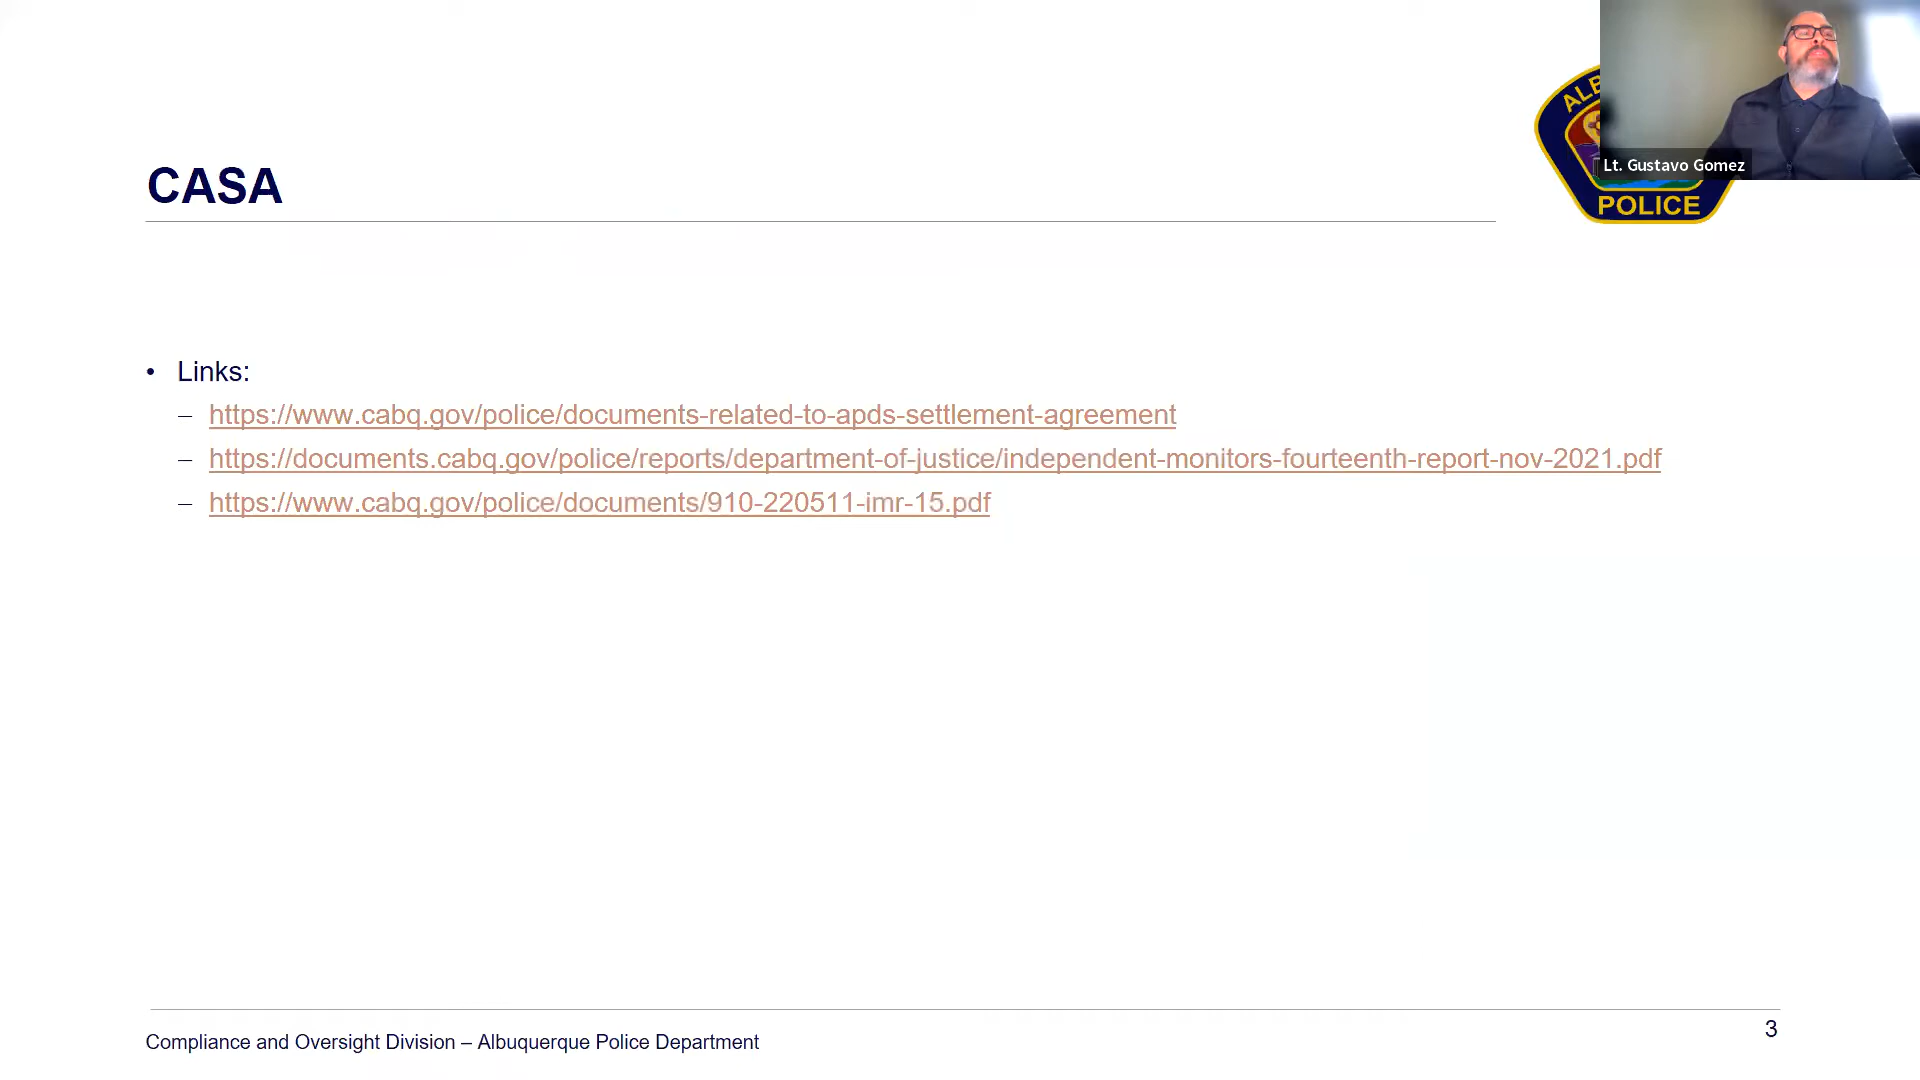 Lt. Gustavo Gomez
POLICE
CASA
• Links:
– https://www.cabq.gov/police/documents-related-to-apds-settlement-agreement
– https://documents.cabq.gov/police/reports/department-of-justice/independent-monitors-fourteenth-report-nov-2021.pdf
– https://www.cabq.gov/police/documents/910-220511-imr-15.pdf
Compliance and Oversight Division – Albuquerque Police Department
3